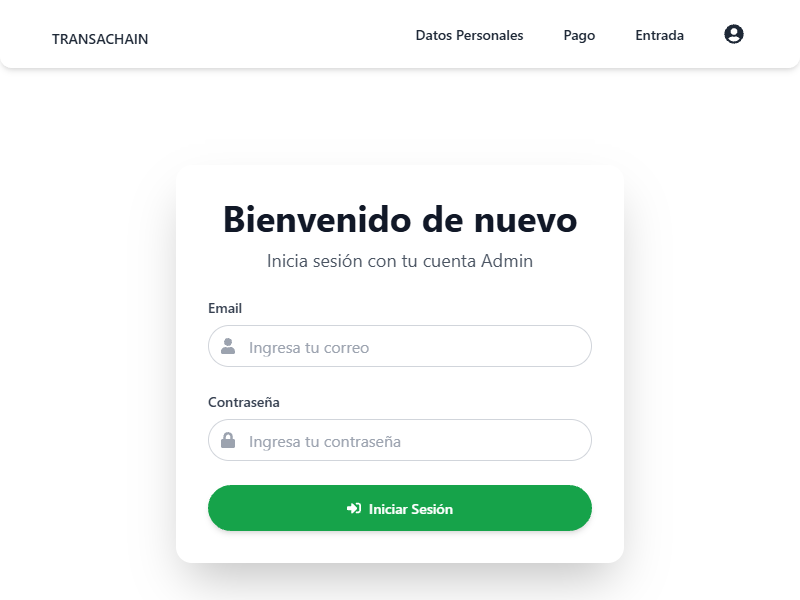 TRANSACHAIN
Datos Personales
Pago
Entrada
Bienvenido de nuevo
Inicia sesión con tu cuenta Admin
Email
Ingresa tu correo
Contraseña
Ingresa tu contraseña
Iniciar Sesión